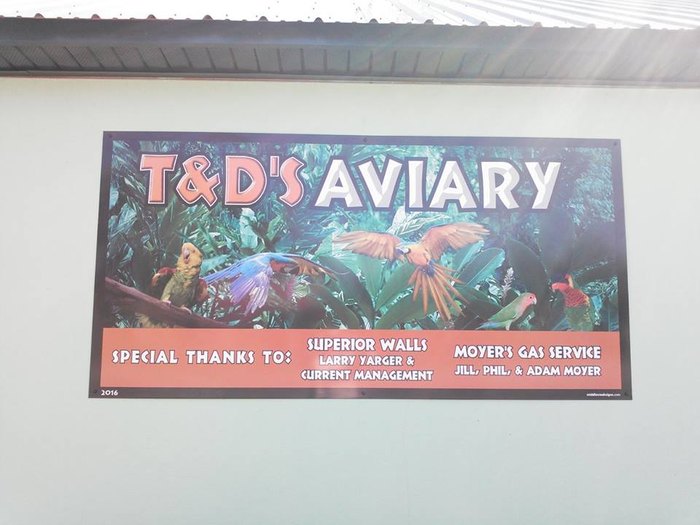 T&D'S AVIARY
SPECIAL THANKS TO:
SUPERIOR WALLS
LARRY YARGER &
CURRENT MANAGEMENT
MOYER'S GAS SERVICE
JILL, PHIL, & ADAM MOYER
2016